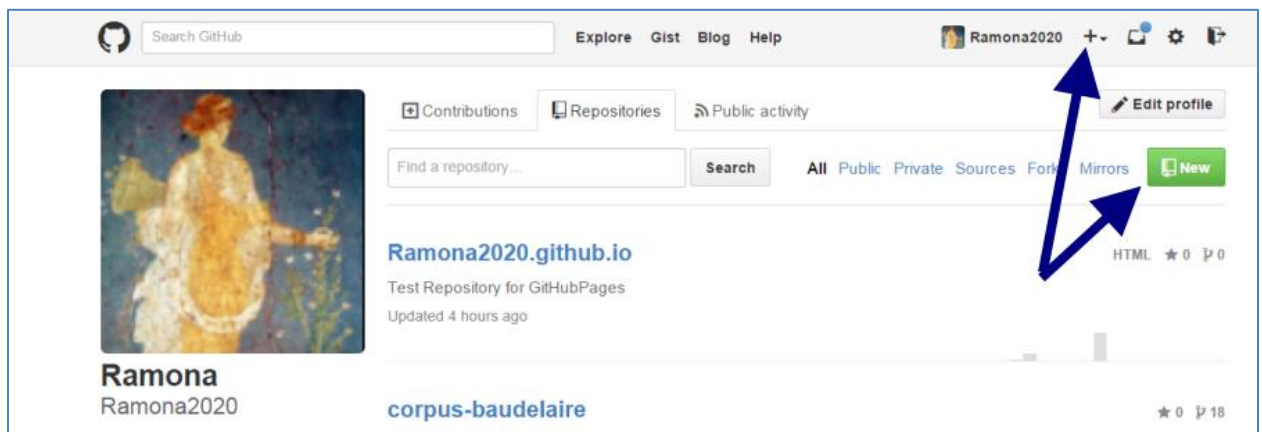 Search GitHub Explore Gist Blog Help Ramona2020
Contributions Repositories Public activity Edit profile
Find a repository... Search All Public Private Sources Mirrors New
Ramona2020.github.io HTML 0 0
Test Repository for GitHubPages
Updated 4 hours ago
Ramona
Ramona2020
corpus-baudelaire 0 18